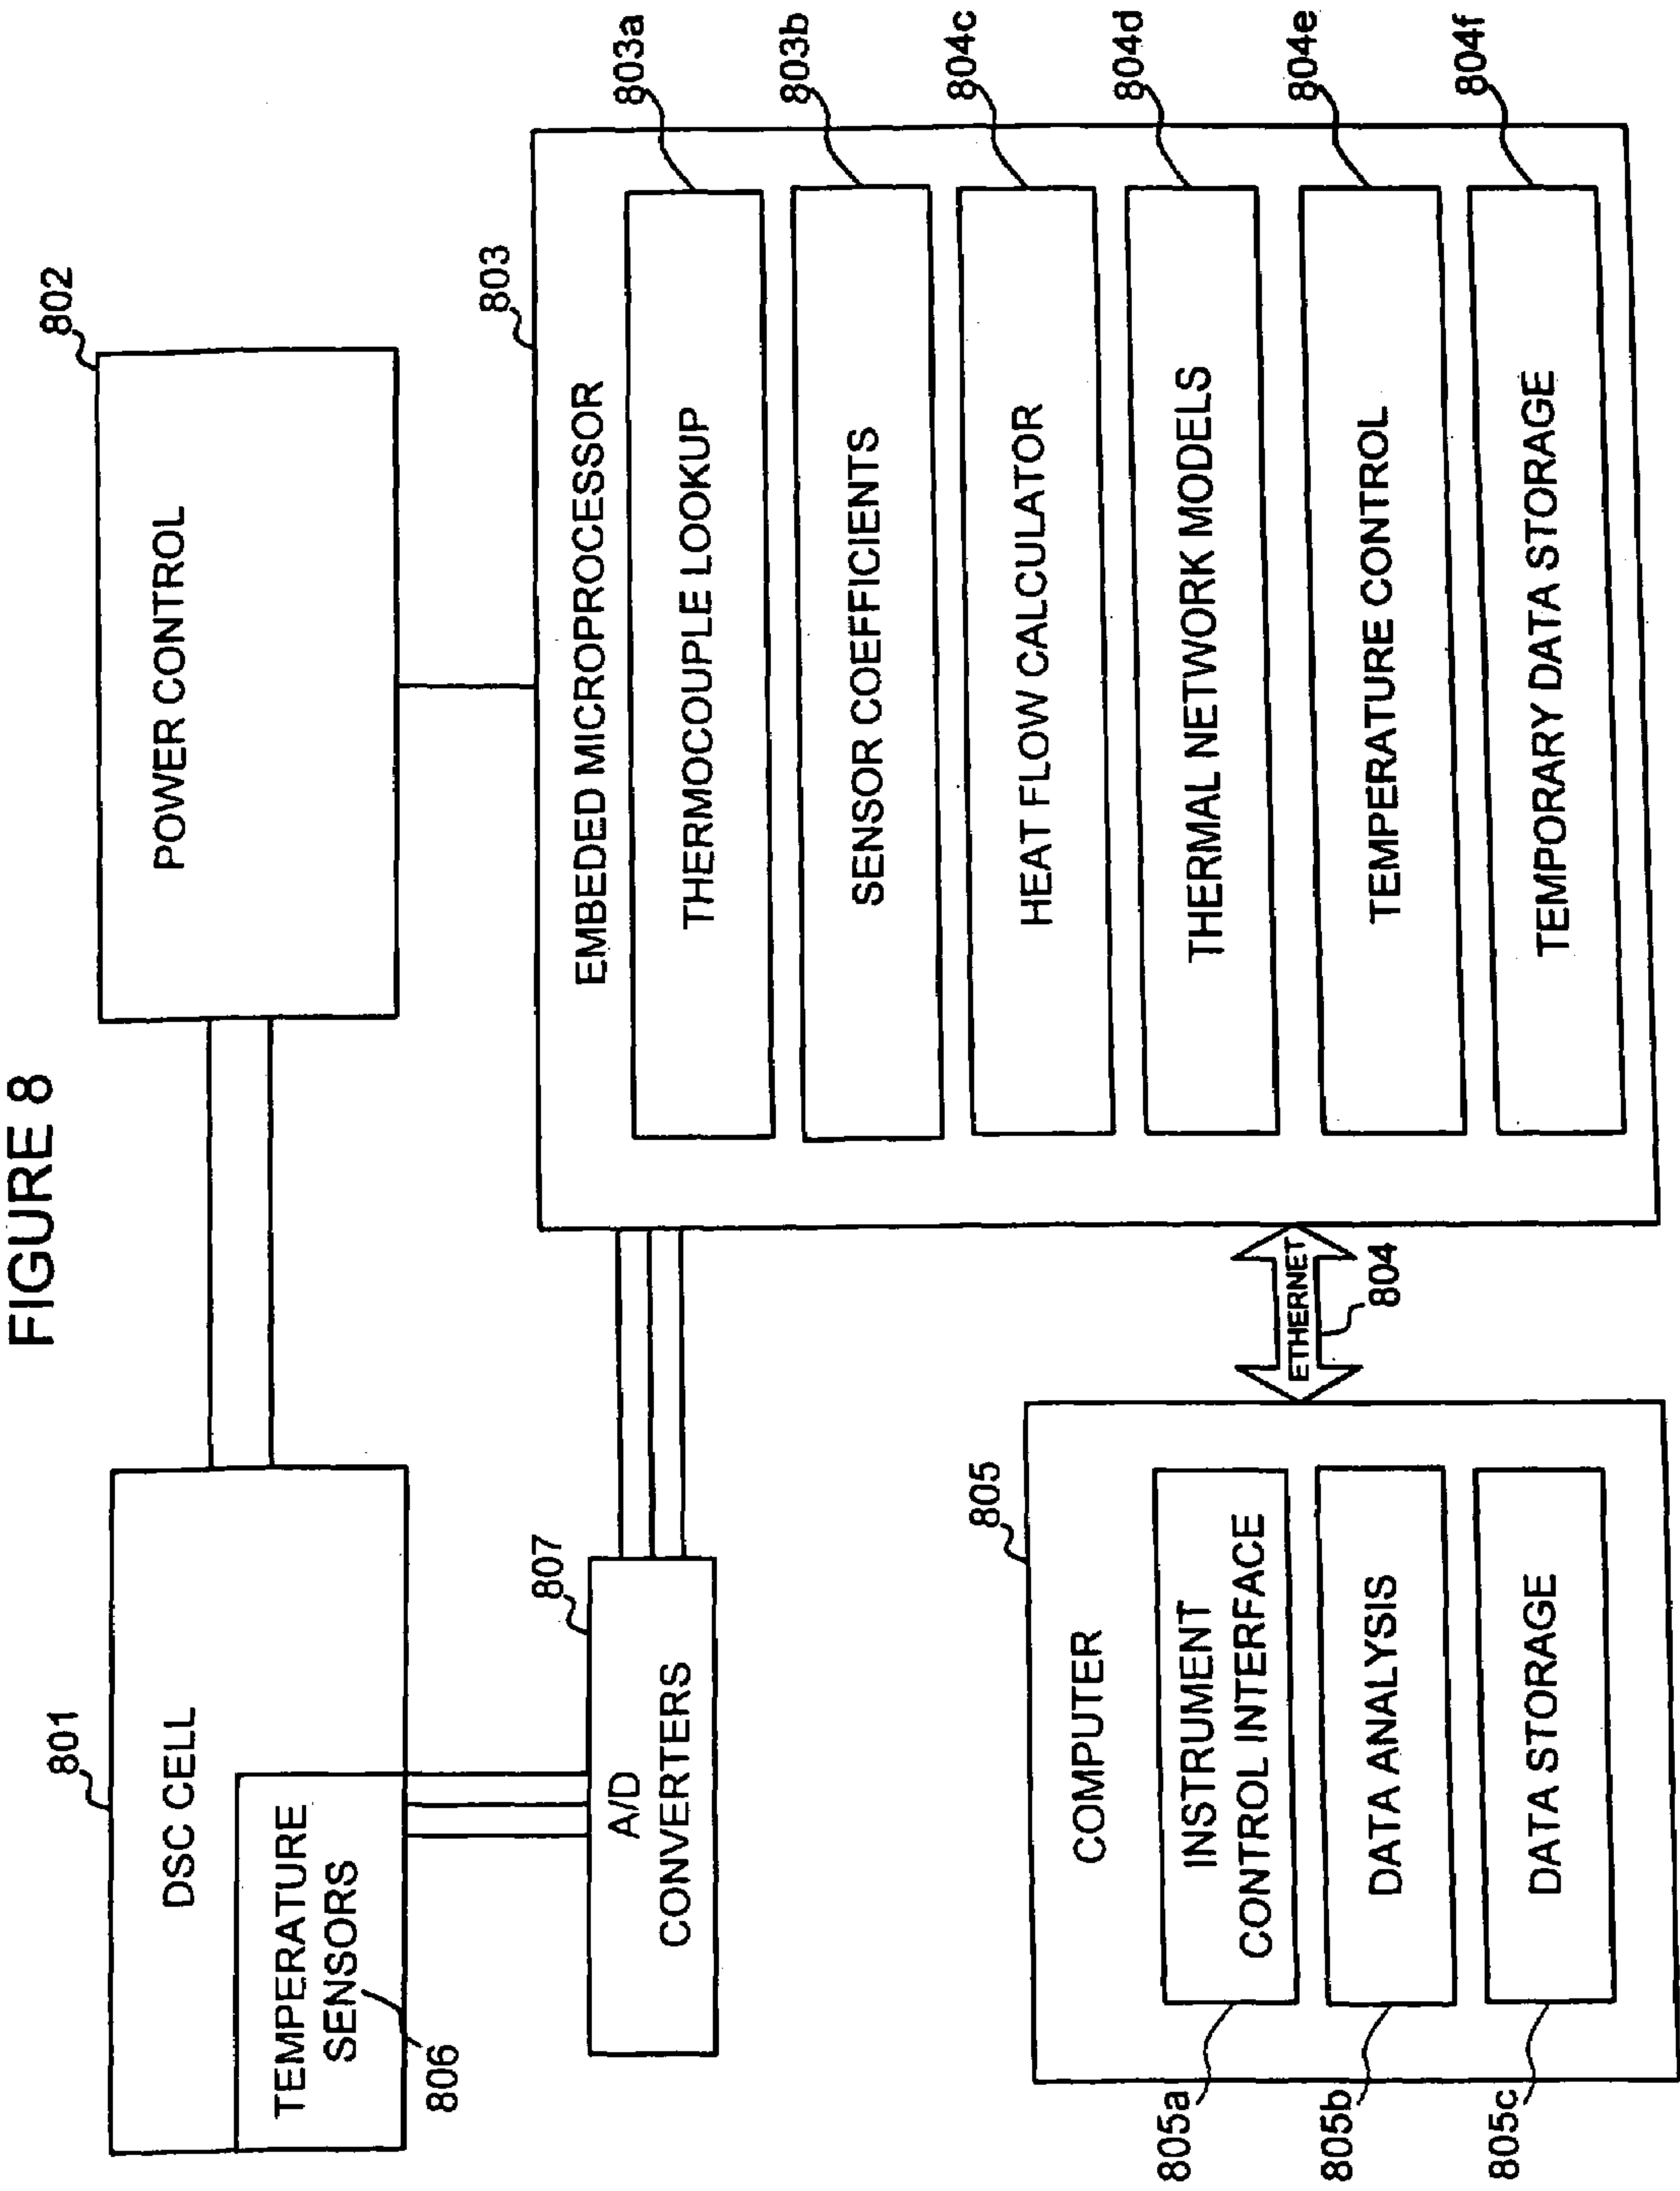 FIGURE 8
801
DSC CELL
TEMPERATURE
SENSORS
806
802
POWER CONTROL
807
A/D
CONVERTERS
803
EMBEDED MICROPROCESSOR
THERMOCOUPLE LOOKUP
803a
SENSOR COEFFICIENTS
803b
HEAT FLOW CALCULATOR
804c
THERMAL NETWORK MODELS
804d
TEMPERATURE CONTROL
804e
TEMPORARY DATA STORAGE
804f
ETHERNET
804
805
COMPUTER
INSTRUMENT
CONTROL INTERFACE
805a
DATA ANALYSIS
805b
DATA STORAGE
805c